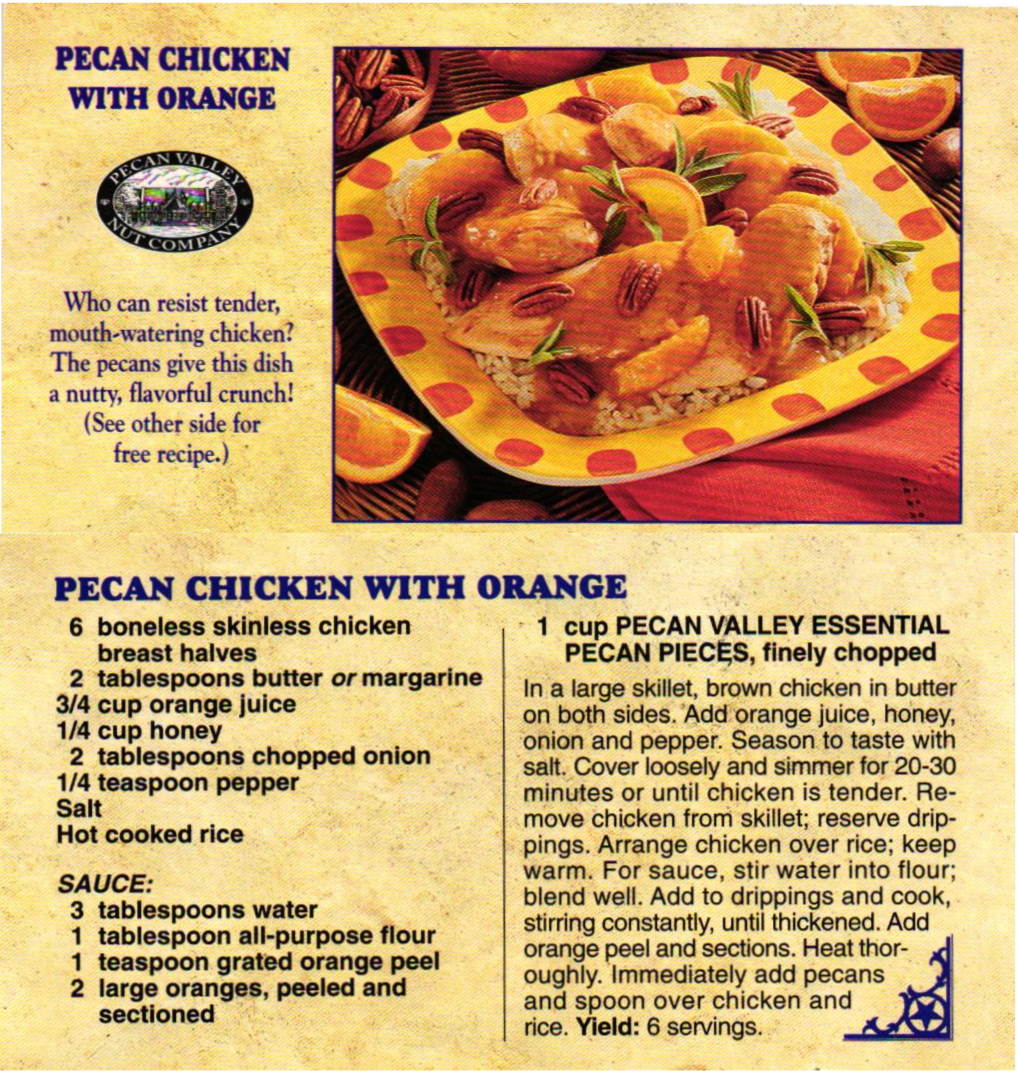 PECAN CHICKEN
WITH ORANGE
PECAN VALLEY
NUT COMPANY
Who can resist tender,
mouth-watering chicken?
The pecans give this dish
a nutty, flavorful crunch!
(See other side for
free recipe.)
PECAN CHICKEN WITH ORANGE
6 boneless skinless chicken
breast halves
2 tablespoons butter or margarine
3/4 cup orange juice
1/4 cup honey
2 tablespoons chopped onion
1/4 teaspoon pepper
Salt
Hot cooked rice
SAUCE:
3 tablespoons water
1 tablespoon all-purpose flour
1 teaspoon grated orange peel
2 large oranges, peeled and
sectioned
1 cup PECAN VALLEY ESSENTIAL
PECAN PIECES, finely chopped
In a large skillet, brown chicken in butter
on both sides. Add orange juice, honey,
onion and pepper. Season to taste with
salt. Cover loosely and simmer for 20-30
minutes or until chicken is tender. Re-
move chicken from skillet; reserve drip-
pings. Arrange chicken over rice; keep
warm. For sauce, stir water into flour;
blend well. Add to drippings and cook,
stirring constantly, until thickened. Add
orange peel and sections. Heat thor-
oughly. Immediately add pecans
and spoon over chicken and
rice. Yield: 6 servings.